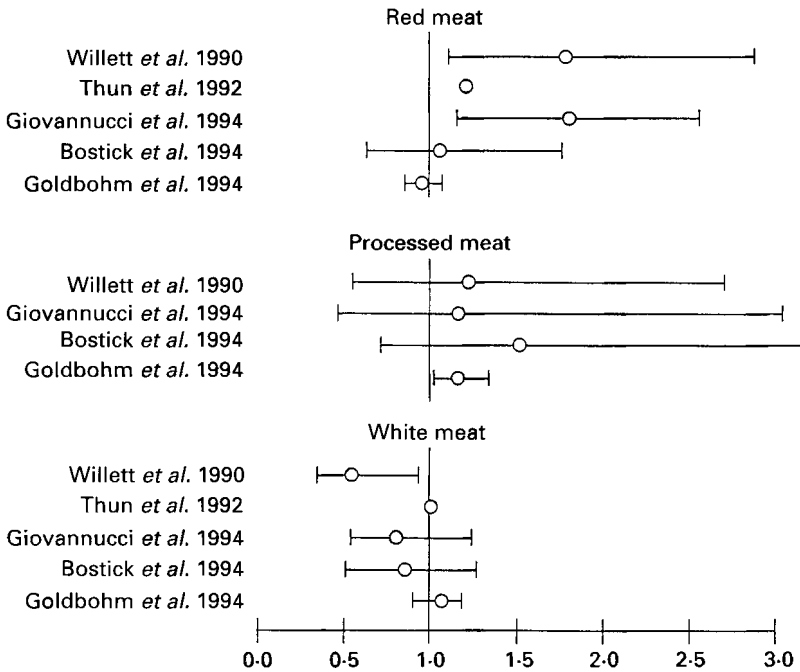 Red meat
Willett et al. 1990
Thun et al. 1992
Giovannucci et al. 1994
Bostick et al. 1994
Goldbohm et al. 1994
Processed meat
Willett et al. 1990
Giovannucci et al. 1994
Bostick et al. 1994
Goldbohm et al. 1994
White meat
Willett et al. 1990
Thun et al. 1992
Giovannucci et al. 1994
Bostick et al. 1994
Goldbohm et al. 1994
0·0 0·5 1·0 1·5 2·0 2·5 3·0